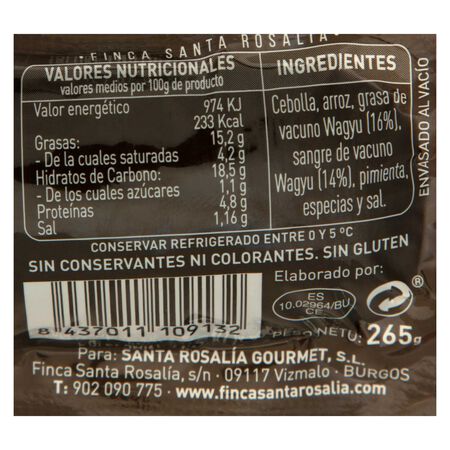 FINCA SANTA ROSALÍA
VALORES NUTRICIONALES
valores medios por 100g de producto
Valor energético 974 KJ
233 Kcal
Grasas: 15,2 g
- De la cuales saturadas 4,2 g
Hidratos de Carbono: 18,5 g
- De los cuales azúcares 1,1 g
Proteínas 4,8 g
Sal 1,16 g
INGREDIENTES
Cebolla, arroz, grasa de
vacuno Wagyu (16%),
sangre de vacuno
Wagyu (14%), pimienta,
especias y sal.
ENVASADO AL VACÍO
CONSERVAR REFRIGERADO ENTRE 0 Y 5 ºC
SIN CONSERVANTES NI COLORANTES. SIN GLUTEN
Elaborado por:
ES
10.02964/BU
CE
®
8 437011 109132
PESO NETU: 265g
Para: SANTA ROSALÍA GOURMET, S.L.
Finca Santa Rosalía, s/n · 09117 Vizmalo · BURGOS
T: 902 090 775 · www.fincasantarosalia.com